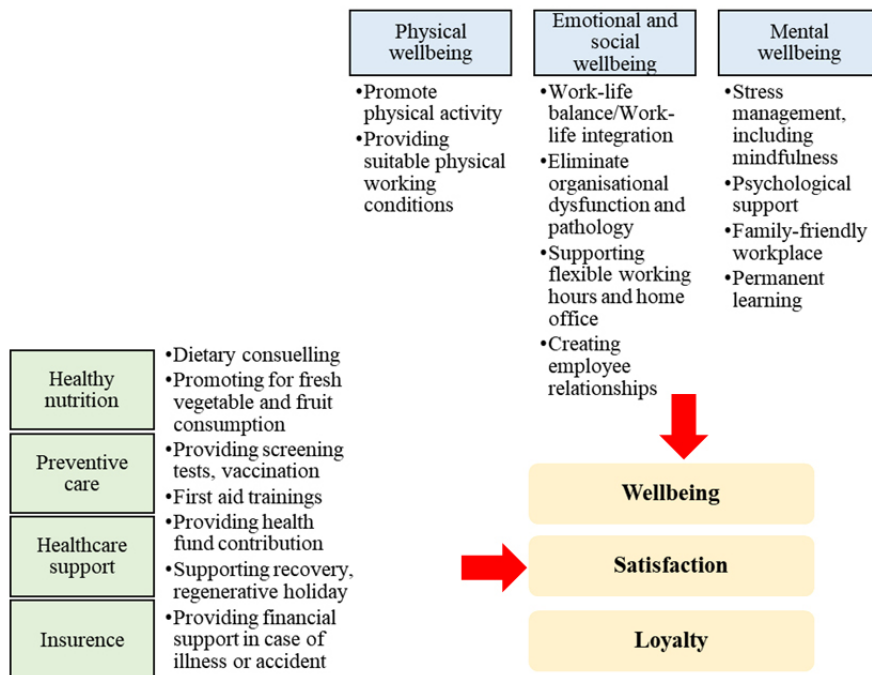 Physical
wellbeing
•Promote
physical activity
•Providing
suitable physical
working
conditions
Emotional and
social
wellbeing
•Work-life
balance/Work-
life integration
•Eliminate
organisational
dysfunction and
pathology
•Supporting
flexible working
hours and home
office
•Creating
employee
relationships
Mental
wellbeing
•Stress
management,
including
mindfulness
•Psychological
support
•Family-friendly
workplace
•Permanent
learning
Healthy
nutrition
•Dietary consuelling
•Promoting for fresh
vegetable and fruit
consumption
Preventive
care
•Providing screening
tests, vaccination
•First aid trainings
Healthcare
support
•Providing health
fund contribution
•Supporting recovery,
regenerative holiday
Insurence
•Providing financial
support in case of
illness or accident
Wellbeing
Satisfaction
Loyalty